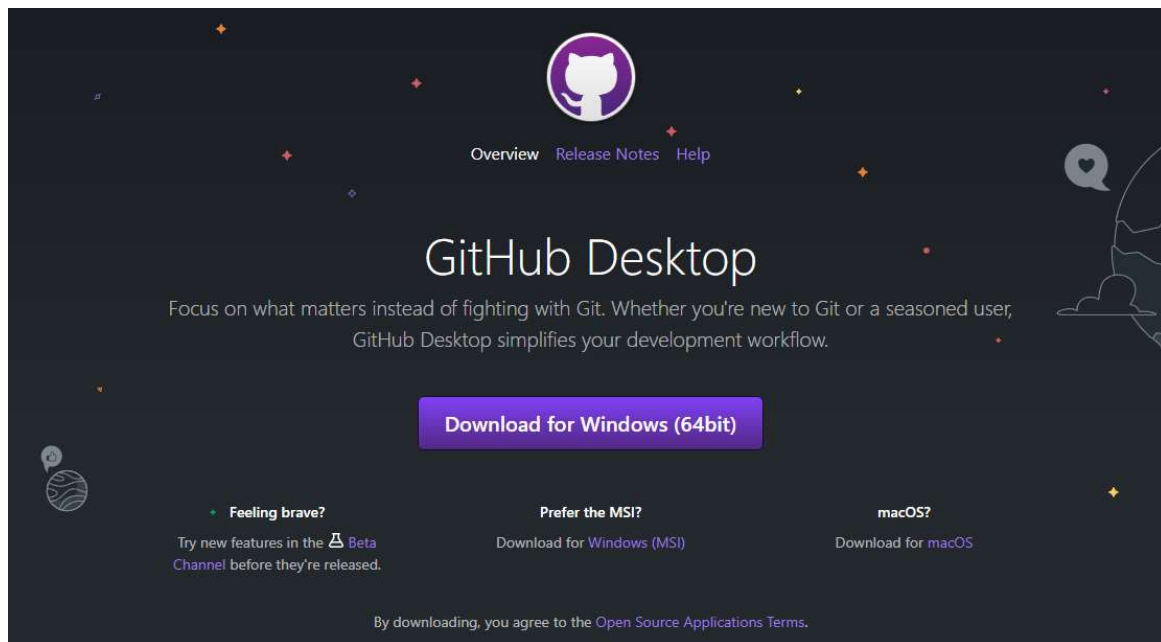 Overview Release Notes Help
GitHub Desktop
Focus on what matters instead of fighting with Git. Whether you're new to Git or a seasoned user,
GitHub Desktop simplifies your development workflow.
Download for Windows (64bit)
Feeling brave?
Try new features in the Beta
Channel before they're released.
Prefer the MSI?
Download for Windows (MSI)
macOS?
Download for macOS
By downloading, you agree to the Open Source Applications Terms.